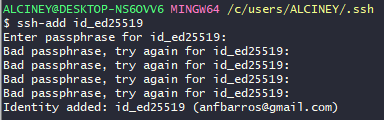 ALCINEY@DESKTOP-NS6OVV6 MINGW64 /c/users/ALCINEY/.ssh
$ ssh-add id_ed25519
Enter passphrase for id_ed25519:
Bad passphrase, try again for id_ed25519:
Bad passphrase, try again for id_ed25519:
Bad passphrase, try again for id_ed25519:
Bad passphrase, try again for id_ed25519:
Identity added: id_ed25519 (anfbarros@gmail.com)